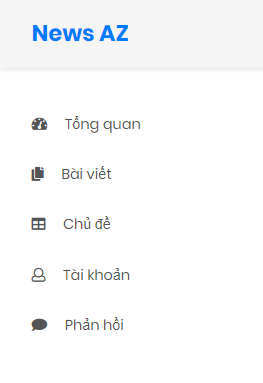 News AZ
Tổng quan
Bài viết
Chủ đề
Tài khoản
Phản hồi